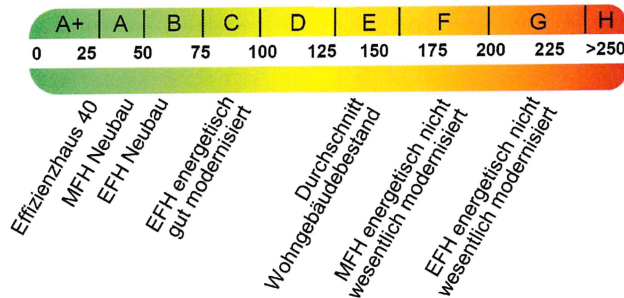 A+ A B C D E F G H
0 25 50 75 100 125 150 175 200 225 >250
Effizienzhaus 40
MFH Neubau
EFH Neubau
EFH energetisch
gut modernisiert
Durchschnitt
Wohngebäudebestand
MFH energetisch nicht
wesentlich modernisiert
EFH energetisch nicht
wesentlich modernisiert